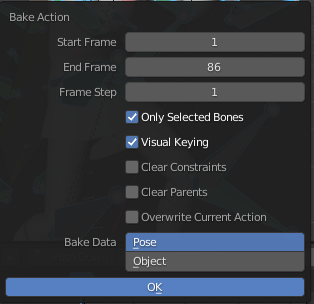 Bake Action
Start Frame 1
End Frame 86
Frame Step 1
Only Selected Bones
Visual Keying
Clear Constraints
Clear Parents
Overwrite Current Action
Bake Data Pose
Object
OK